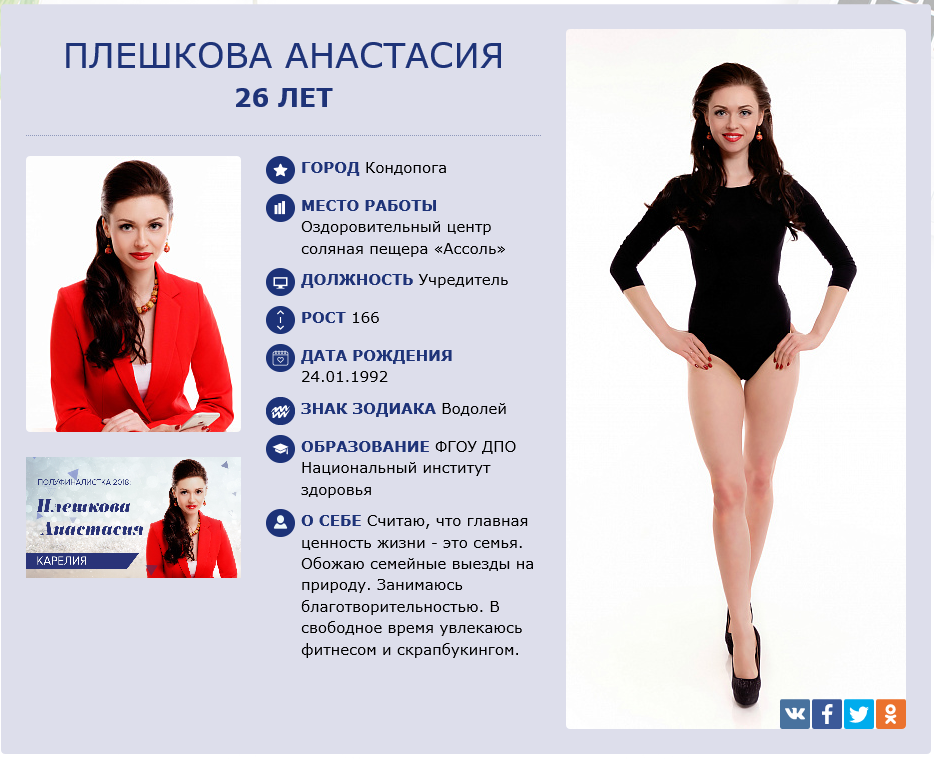 ПЛЕШКОВА АНАСТАСИЯ
26 ЛЕТ
ГОРОД Кондопога
МЕСТО РАБОТЫ
Оздоровительный центр
соляная пещера «Ассоль»
ДОЛЖНОСТЬ Учредитель
РОСТ 166
ДАТА РОЖДЕНИЯ
24.01.1992
ЗНАК ЗОДИАКА Водолей
ОБРАЗОВАНИЕ ФГОУ ДПО
Национальный институт
здоровья
О СЕБЕ Считаю, что главная
ценность жизни - это семья.
Обожаю семейные выезды на
природу. Занимаюсь
благотворительностью. В
свободное время увлекаюсь
фитнесом и скрапбукингом.
ПОЛУФИНАЛИСТКА 2018
Плешкова
Анастасия
КАРЕЛИЯ